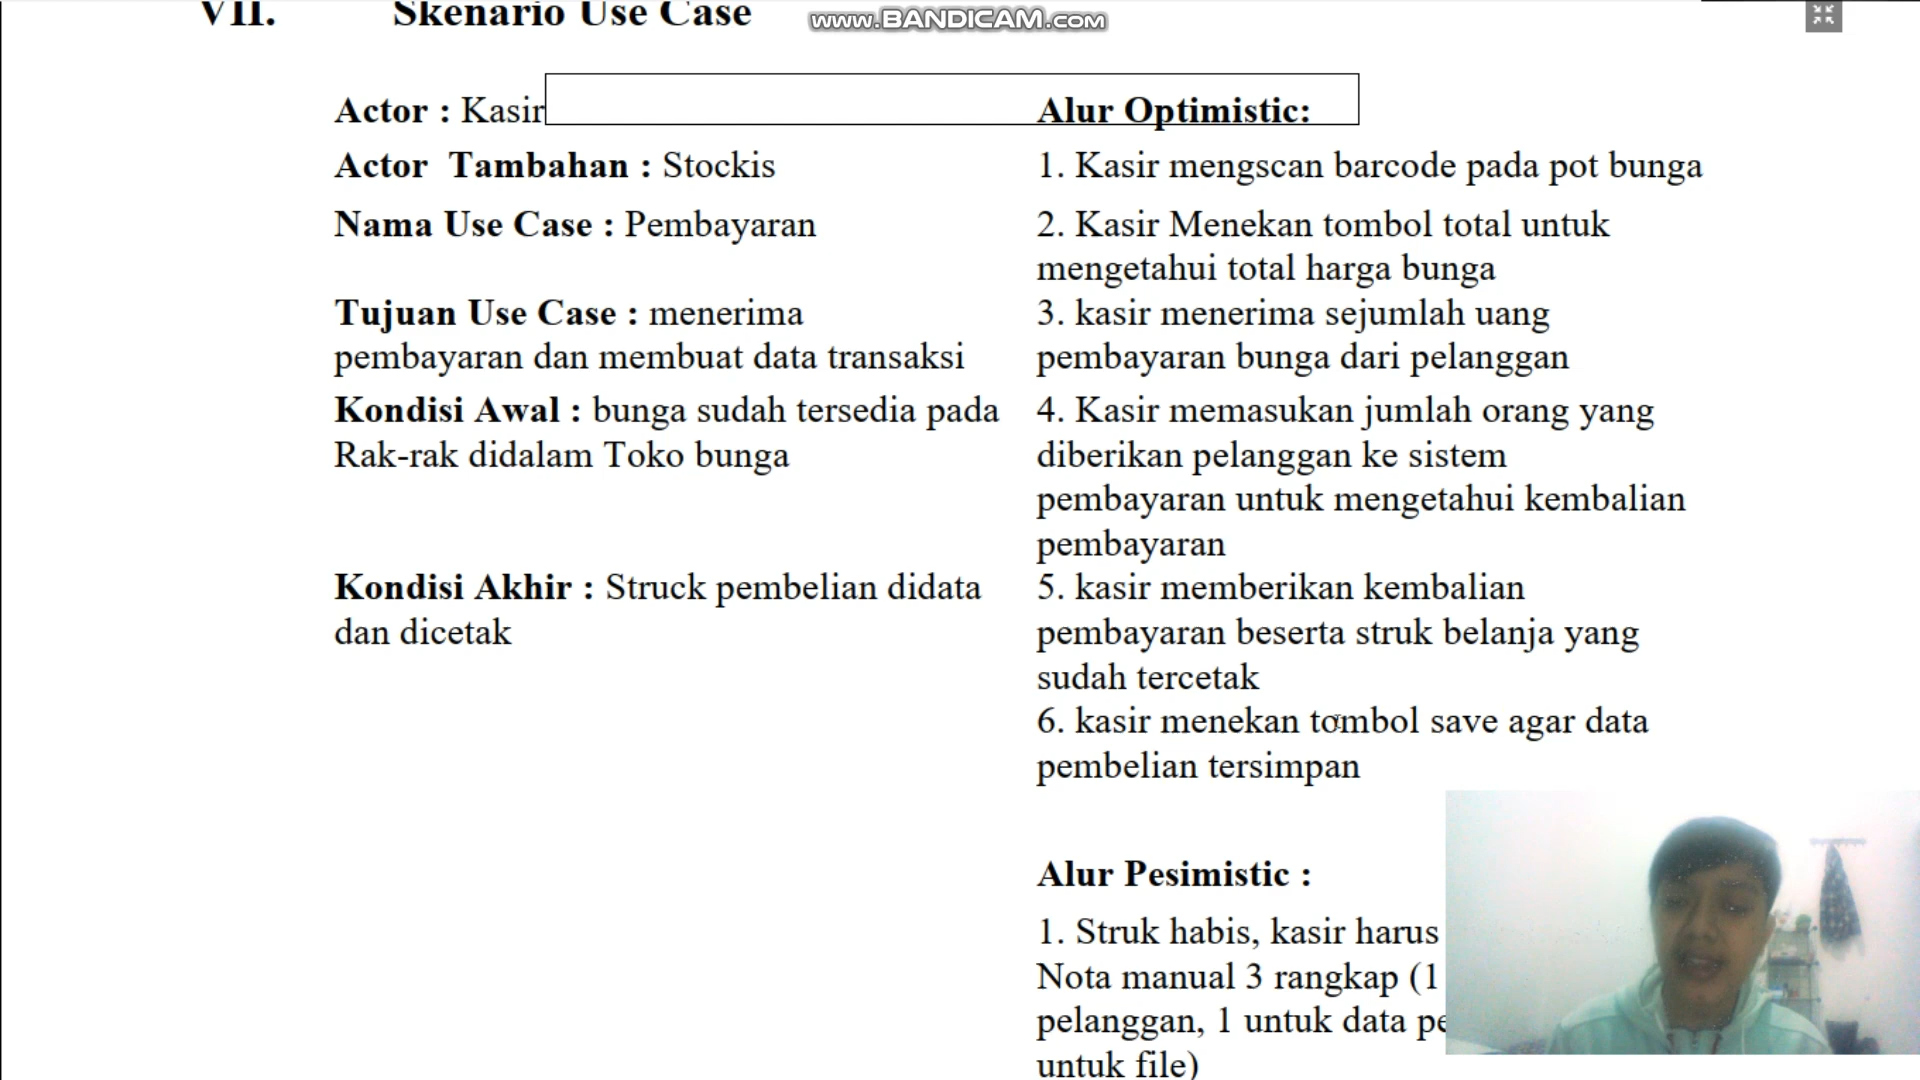 VII. Skenario Use Case
www.BANDICAM.com
Actor : Kasir
Actor Tambahan : Stockis
Nama Use Case : Pembayaran
Tujuan Use Case : menerima
pembayaran dan membuat data transaksi
Kondisi Awal : bunga sudah tersedia pada
Rak-rak didalam Toko bunga
Kondisi Akhir : Struck pembelian didata
dan dicetak
Alur Optimistic:
1. Kasir mengscan barcode pada pot bunga
2. Kasir Menekan tombol total untuk
mengetahui total harga bunga
3. kasir menerima sejumlah uang
pembayaran bunga dari pelanggan
4. Kasir memasukan jumlah orang yang
diberikan pelanggan ke sistem
pembayaran untuk mengetahui kembalian
pembayaran
5. kasir memberikan kembalian
pembayaran beserta struk belanja yang
sudah tercetak
6. kasir menekan tombol save agar data
pembelian tersimpan
Alur Pesimistic :
1. Struk habis, kasir harus
Nota manual 3 rangkap (1
pelanggan, 1 untuk data
untuk file)